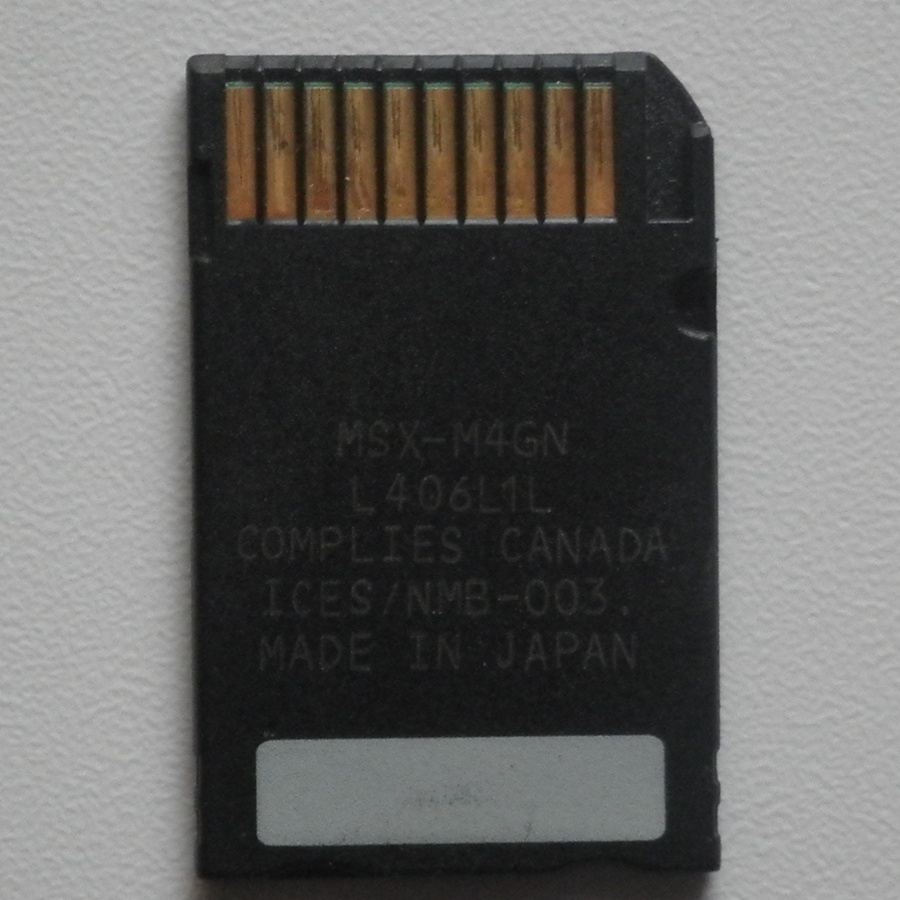 MSX-M4GN
L406L1L
COMPLIES CANADA
ICES/NMB-003.
MADE IN JAPAN